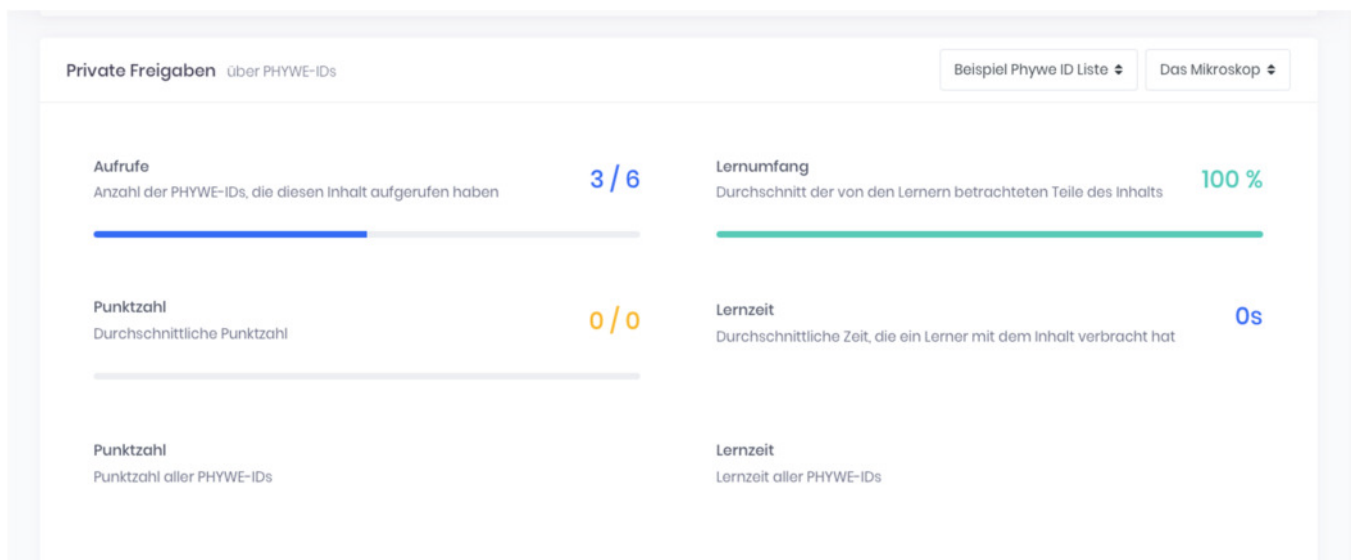 Private Freigaben über PHYWE-IDs
Beispiel Phywe ID Liste
Das Mikroskop
Aufrufe
Anzahl der PHYWE-IDs, die diesen Inhalt aufgerufen haben
3 / 6
Lernumfang
Durchschnitt der von den Lernern betrachteten Teile des Inhalts
100 %
Punktzahl
Durchschnittliche Punktzahl
0 / 0
Lernzeit
Durchschnittliche Zeit, die ein Lerner mit dem Inhalt verbracht hat
0s
Punktzahl
Punktzahl aller PHYWE-IDs
Lernzeit
Lernzeit aller PHYWE-IDs